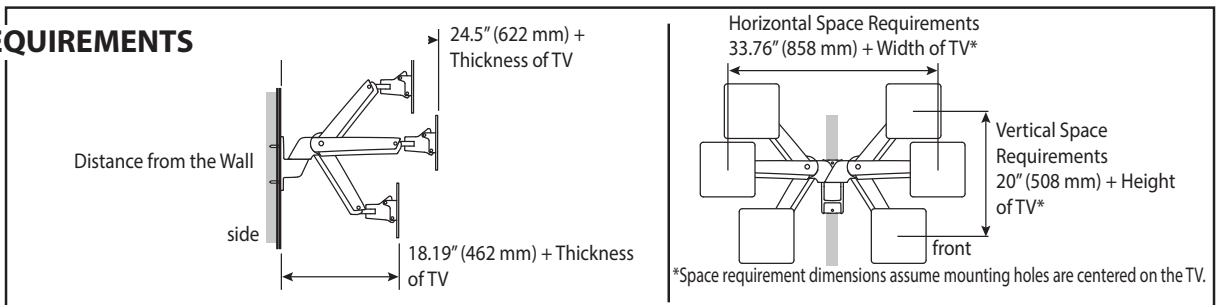 EQUIREMENTS
24.5" (622 mm) +
Thickness of TV
Distance from the Wall
side
18.19" (462 mm) + Thickness
of TV
Horizontal Space Requirements
33.76" (858 mm) + Width of TV*
Vertical Space
Requirements
20" (508 mm) + Height
of TV*
front
*Space requirement dimensions assume mounting holes are centered on the TV.